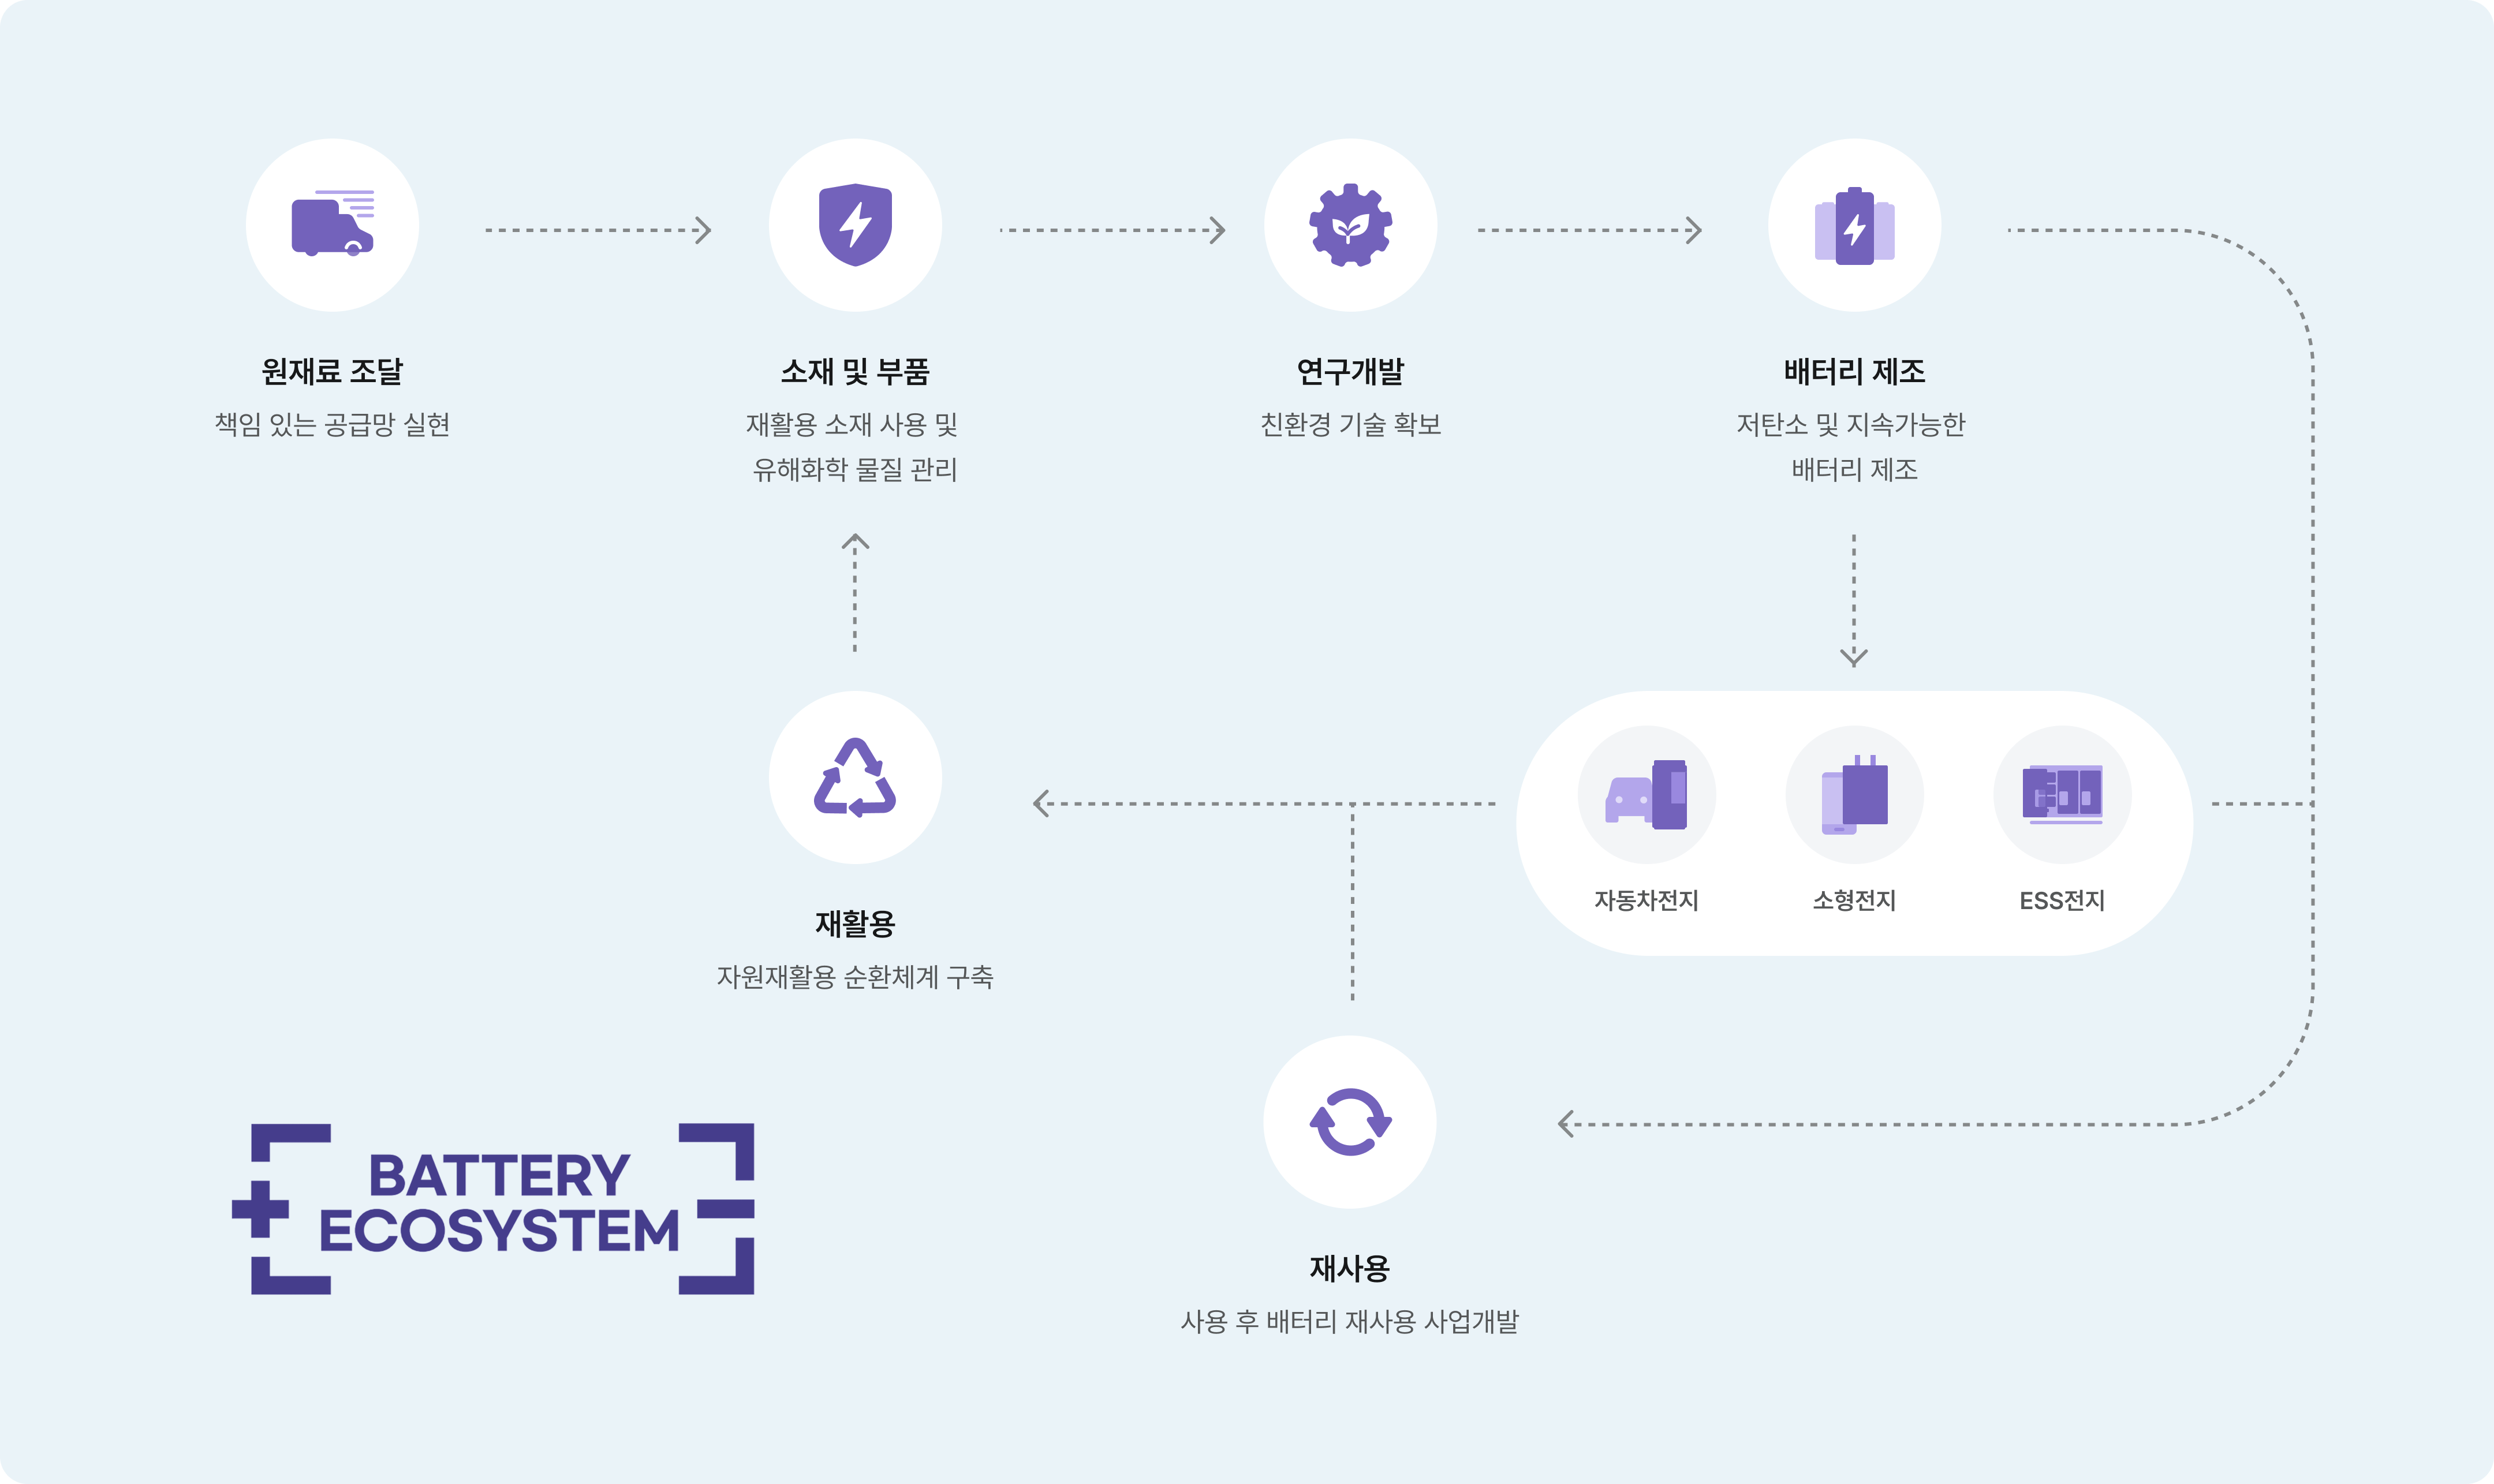 원재료 조달
책임 있는 공급망 실현
소재 및 부품
재활용 소재 사용 및
유해화학 물질 관리
연구개발
친환경 기술 확보
배터리 제조
저탄소 및 지속가능한
배터리 제조
자동차전지
소형전지
ESS전지
재활용
자원재활용 순환체계 구축
재사용
사용 후 배터리 재사용 사업개발
BATTERY
ECOSYSTEM